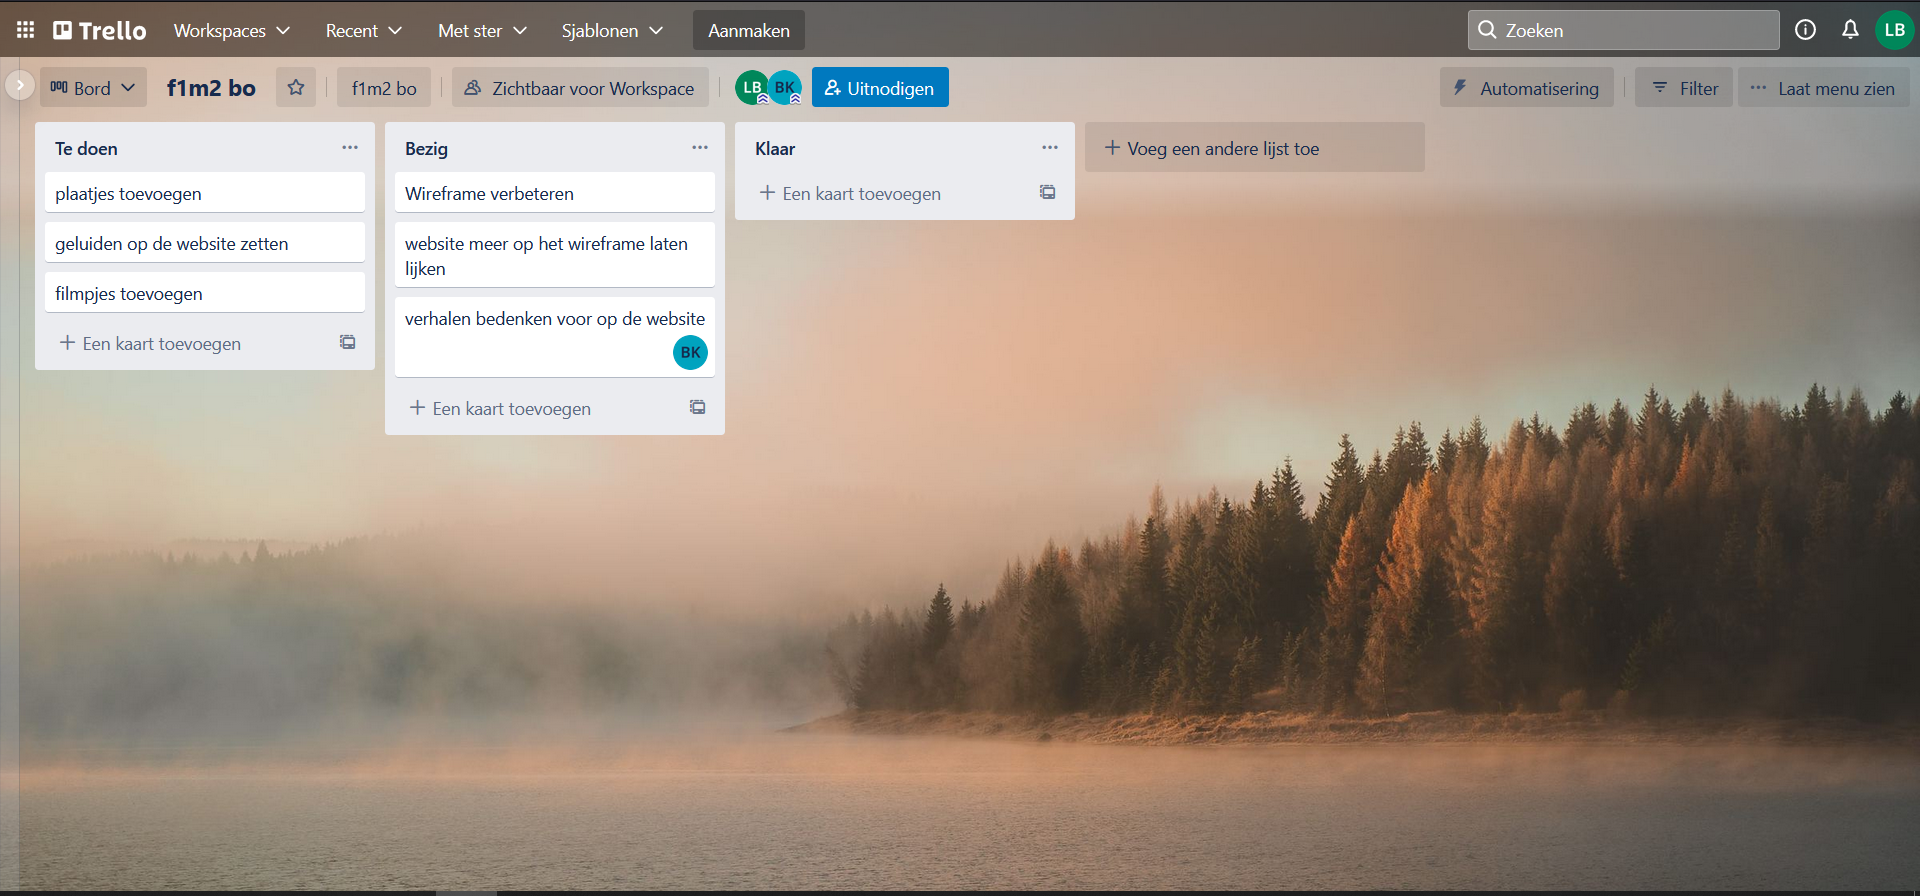 Trello Workspaces Recent Met ster Sjablonen Aanmaken Zoeken LB
Bord f1m2 bo f1m2 bo Zichtbaar voor Workspace LB BK Uitnodigen Automatisering Filter Laat menu zien
Te doen
plaatjes toevoegen
geluiden op de website zetten
filmpjes toevoegen
Een kaart toevoegen
Bezig
Wireframe verbeteren
website meer op het wireframe laten
lijken
verhalen bedenken voor op de website
BK
Een kaart toevoegen
Klaar
Een kaart toevoegen
Voeg een andere lijst toe